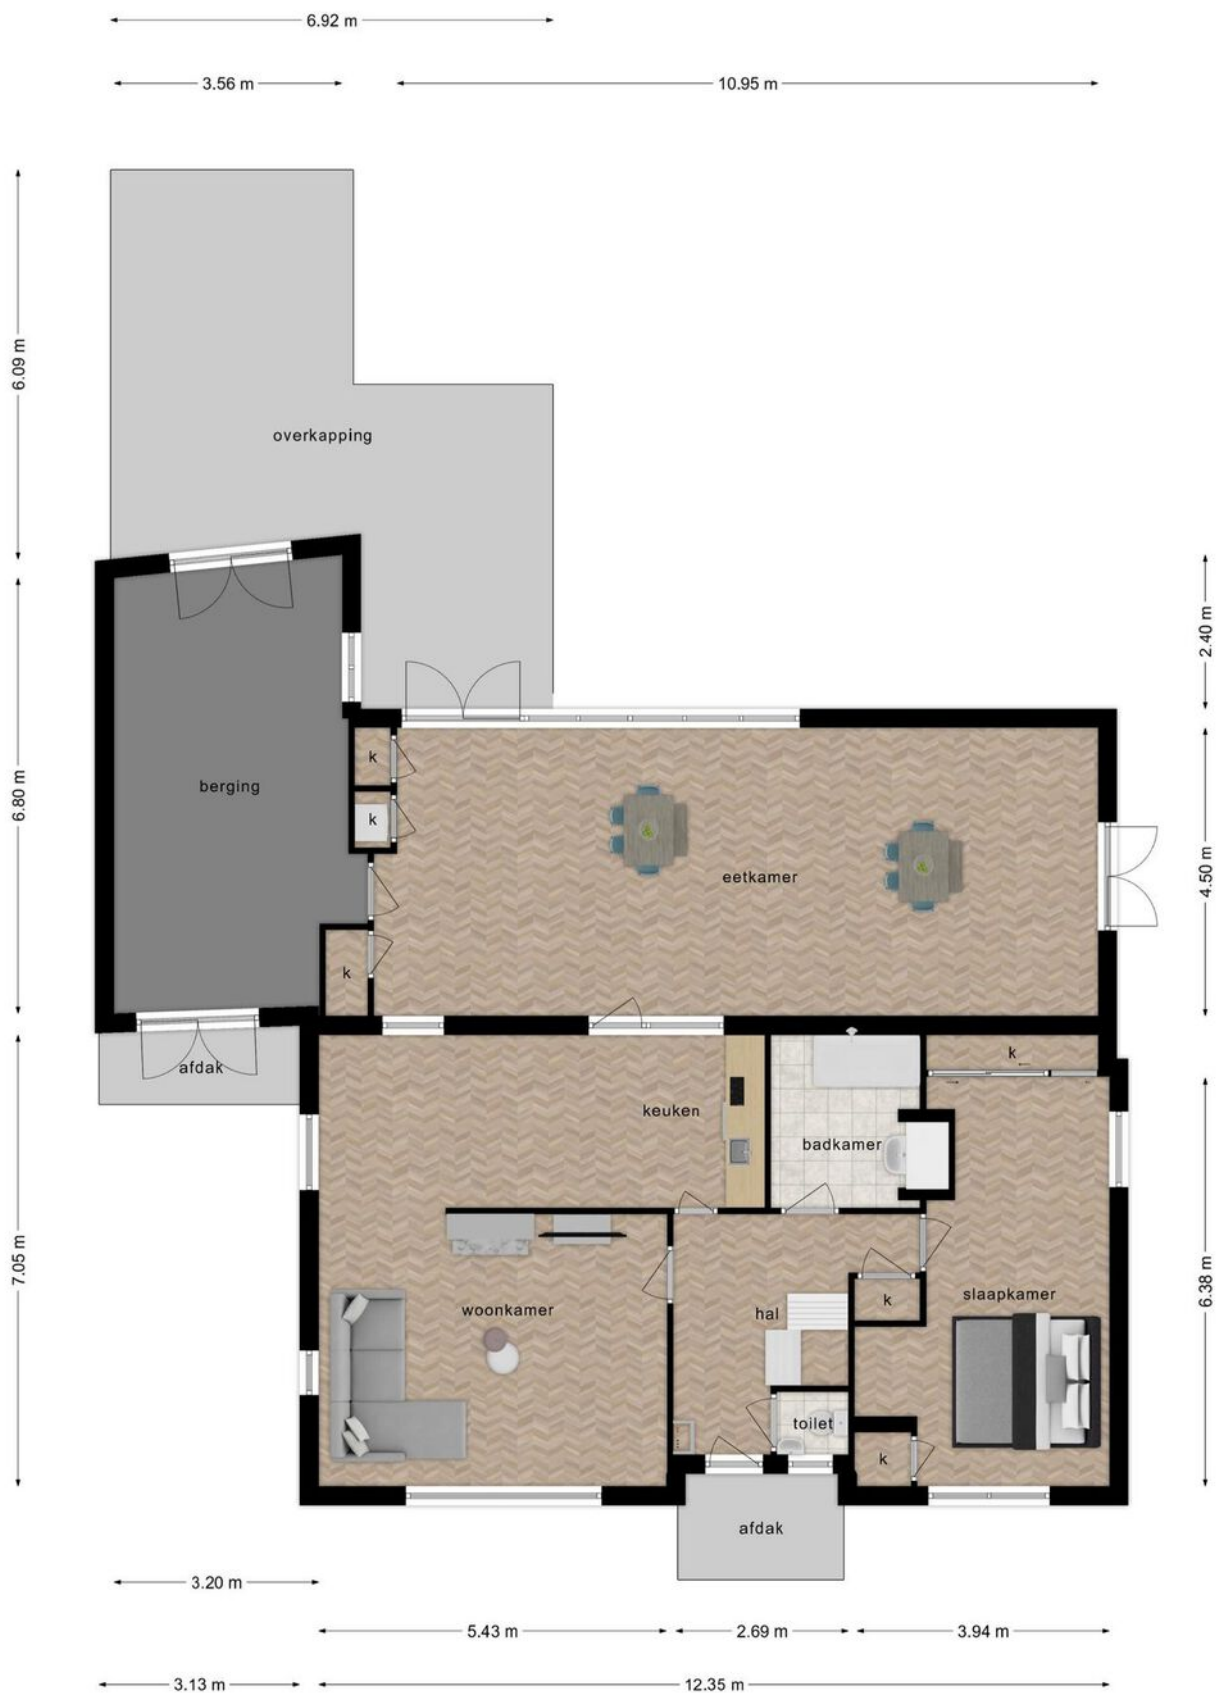 6.92 m
3.56 m
10.95 m
6.09 m
overkapping
2.40 m
k
berging
6.80 m
k
eetkamer
4.50 m
k
k
afdak
keuken
badkamer
7.05 m
6.38 m
k
slaapkamer
woonkamer
hal
toilet
k
afdak
3.20 m
5.43 m
2.69 m
3.94 m
3.13 m
12.35 m